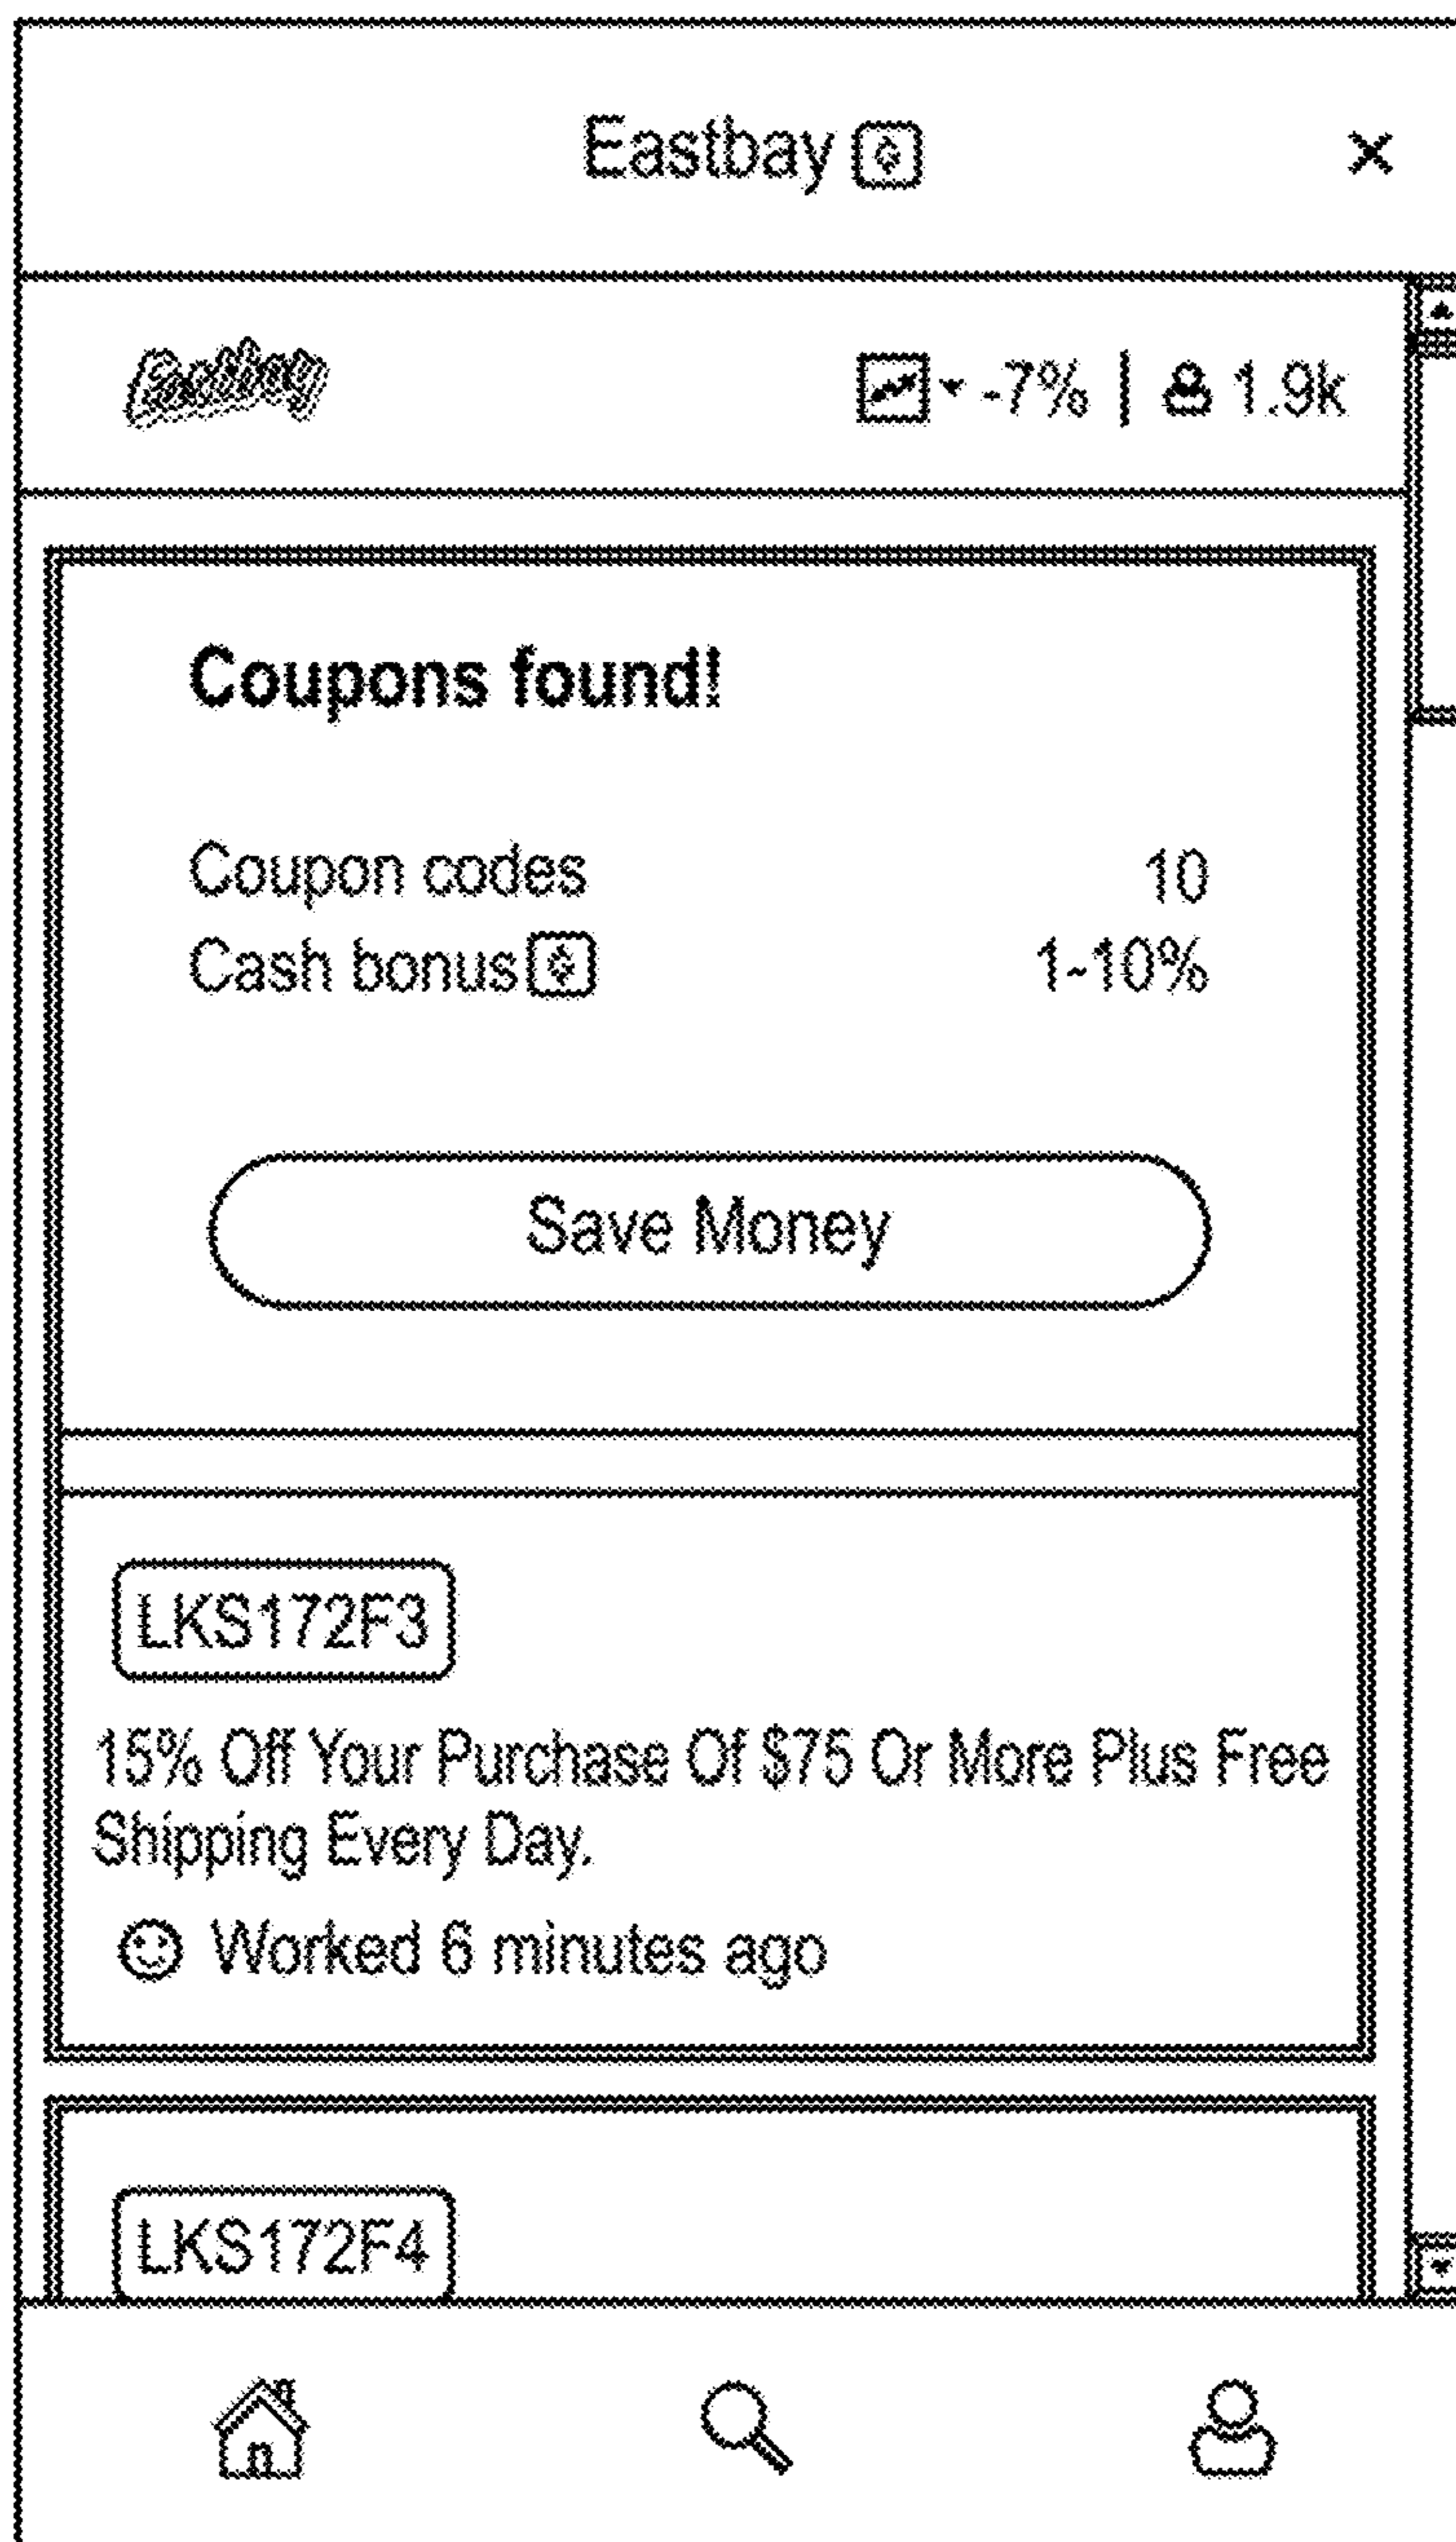 Eastbay
Eastbay
-7% | 1.9k
Coupons found!
Coupon codes 10
Cash bonus 1-10%
Save Money
LKS172F3
15% Off Your Purchase Of $75 Or More Plus Free
Shipping Every Day.
Worked 6 minutes ago
LKS172F4